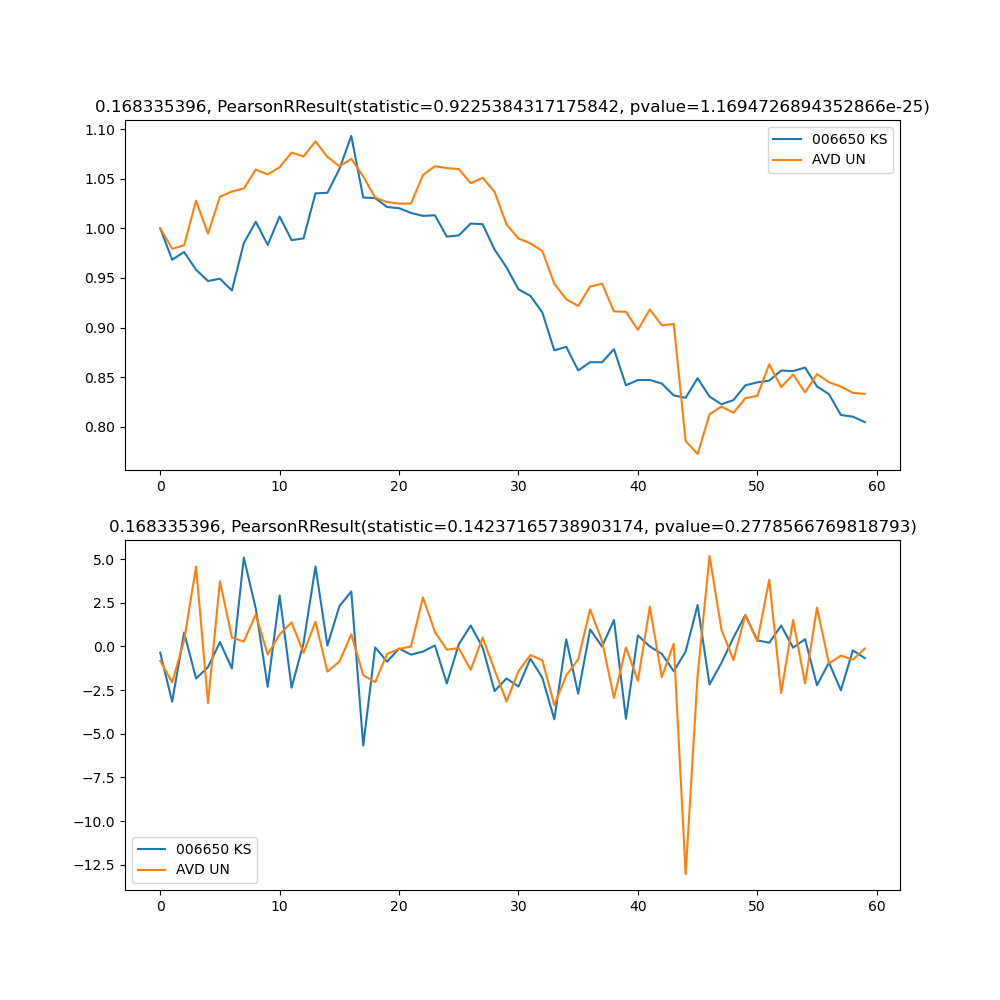 0.168335396, PearsonRResult(statistic=0.9225384317175842, pvalue=1.1694726894352866e-25)
006650 KS
AVD UN
1.10
1.05
1.00
0.95
0.90
0.85
0.80
0 10 20 30 40 50 60
0.168335396, PearsonRResult(statistic=0.14237165738903174, pvalue=0.2778566769818793)
5.0
2.5
0.0
−2.5
−5.0
−7.5
−10.0
−12.5
006650 KS
AVD UN
0 10 20 30 40 50 60